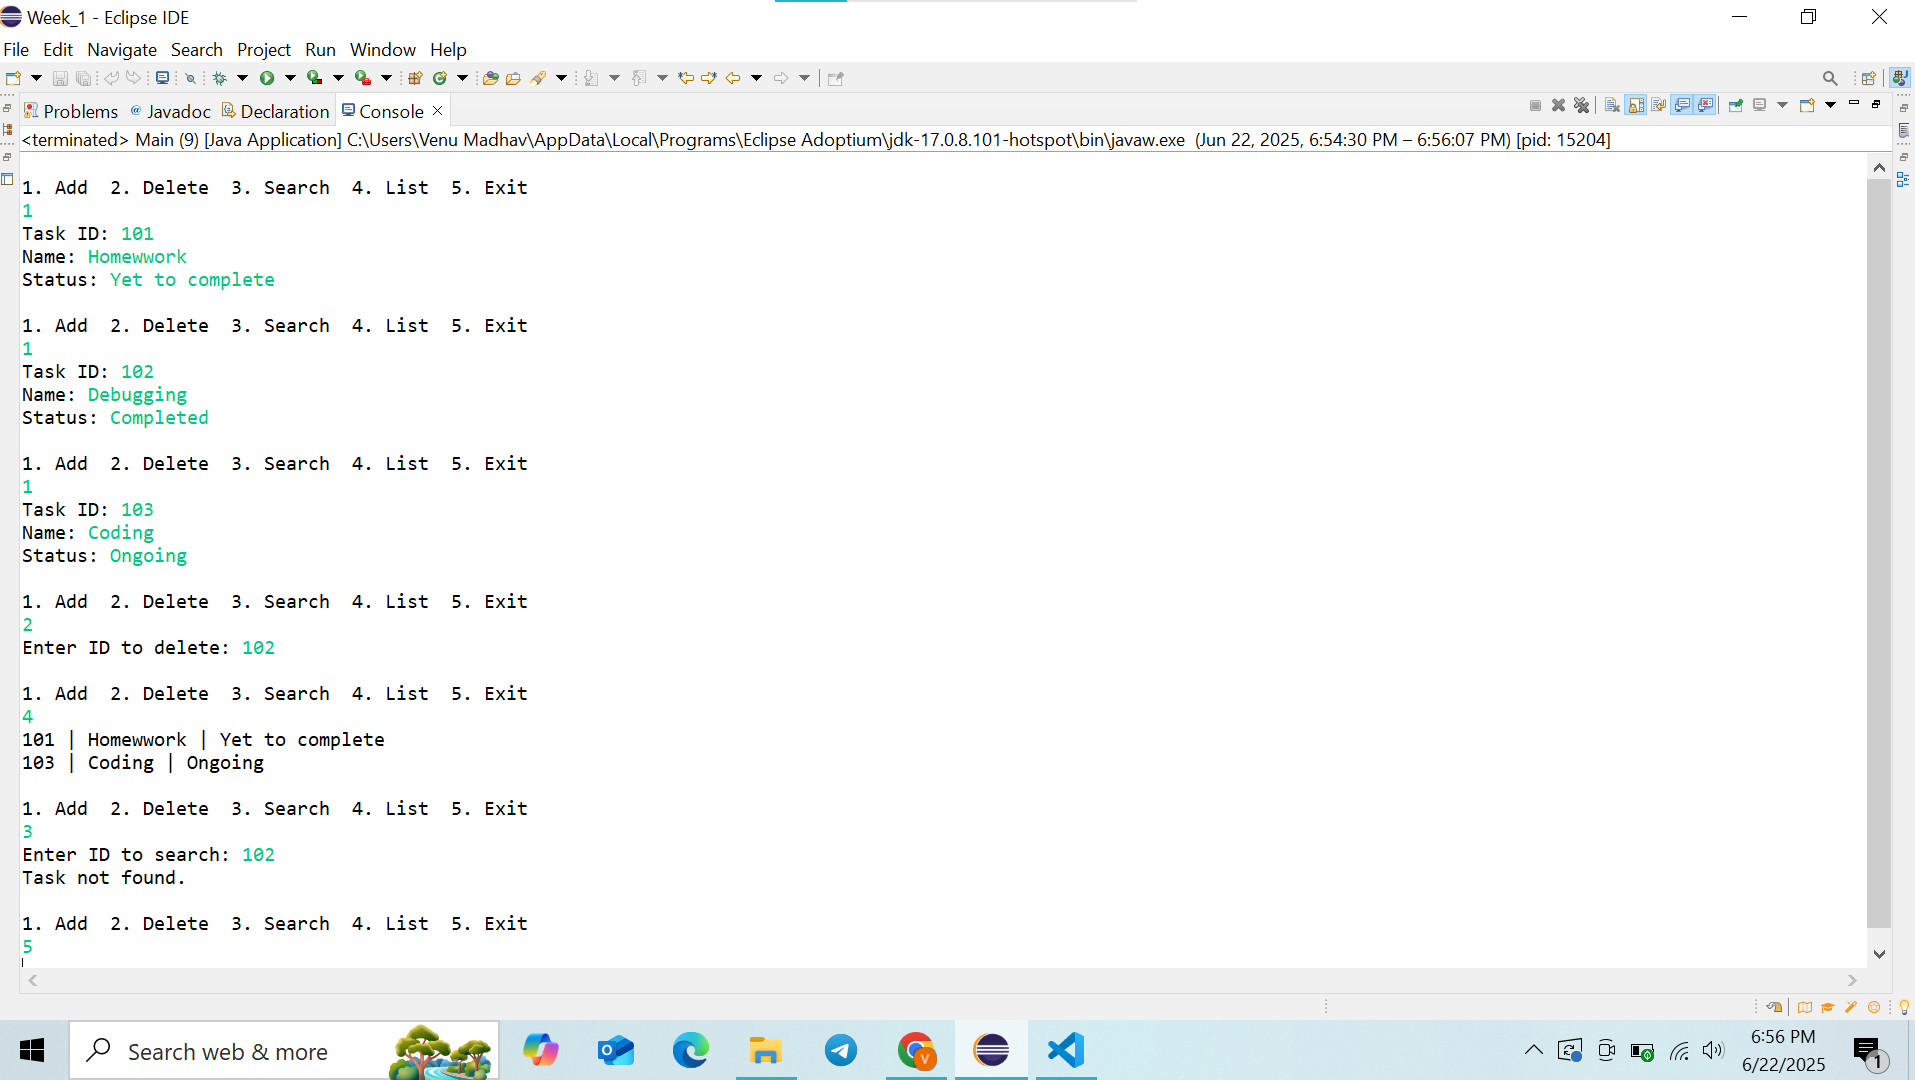 Week_1 - Eclipse IDE
File Edit Navigate Search Project Run Window Help
Problems @ Javadoc Declaration Console
<terminated> Main (9) [Java Application] C:\Users\Venu Madhav\AppData\Local\Programs\Eclipse Adoptium\jdk-17.0.8.101-hotspot\bin\javaw.exe (Jun 22, 2025, 6:54:30 PM – 6:56:07 PM) [pid: 15204]
1. Add  2. Delete  3. Search  4. List  5. Exit
1
Task ID: 101
Name: Homewwork
Status: Yet to complete
1. Add  2. Delete  3. Search  4. List  5. Exit
1
Task ID: 102
Name: Debugging
Status: Completed
1. Add  2. Delete  3. Search  4. List  5. Exit
1
Task ID: 103
Name: Coding
Status: Ongoing
1. Add  2. Delete  3. Search  4. List  5. Exit
2
Enter ID to delete: 102
1. Add  2. Delete  3. Search  4. List  5. Exit
4
101 | Homewwork | Yet to complete
103 | Coding | Ongoing
1. Add  2. Delete  3. Search  4. List  5. Exit
3
Enter ID to search: 102
Task not found.
1. Add  2. Delete  3. Search  4. List  5. Exit
5
Search web & more
6:56 PM
6/22/2025
1